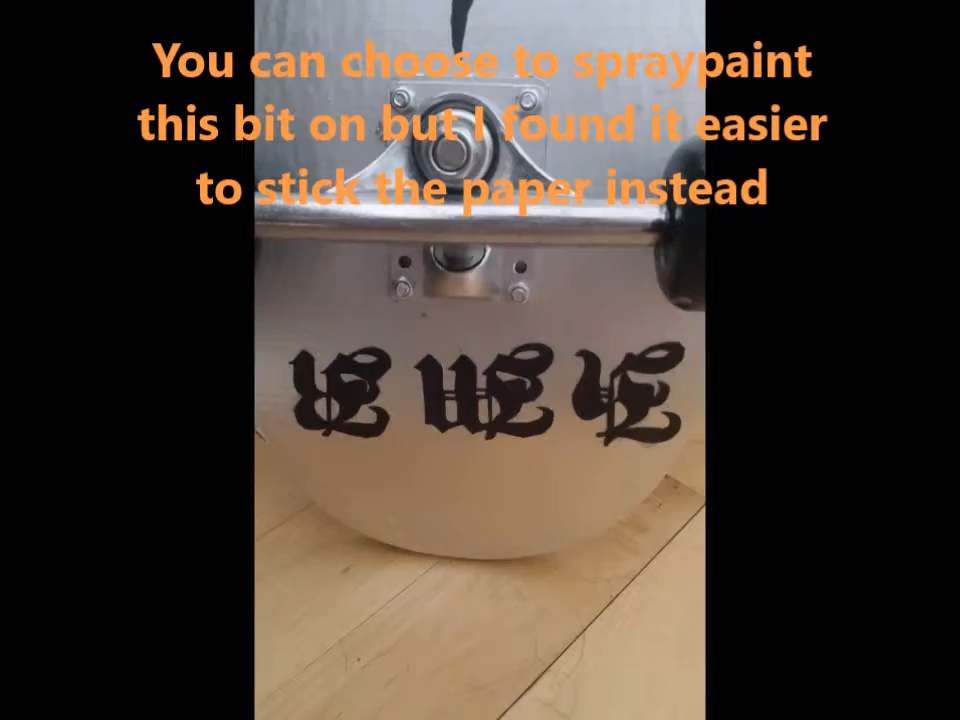 You can choose to spraypaint
this bit on but I found it easier
to stick the paper instead